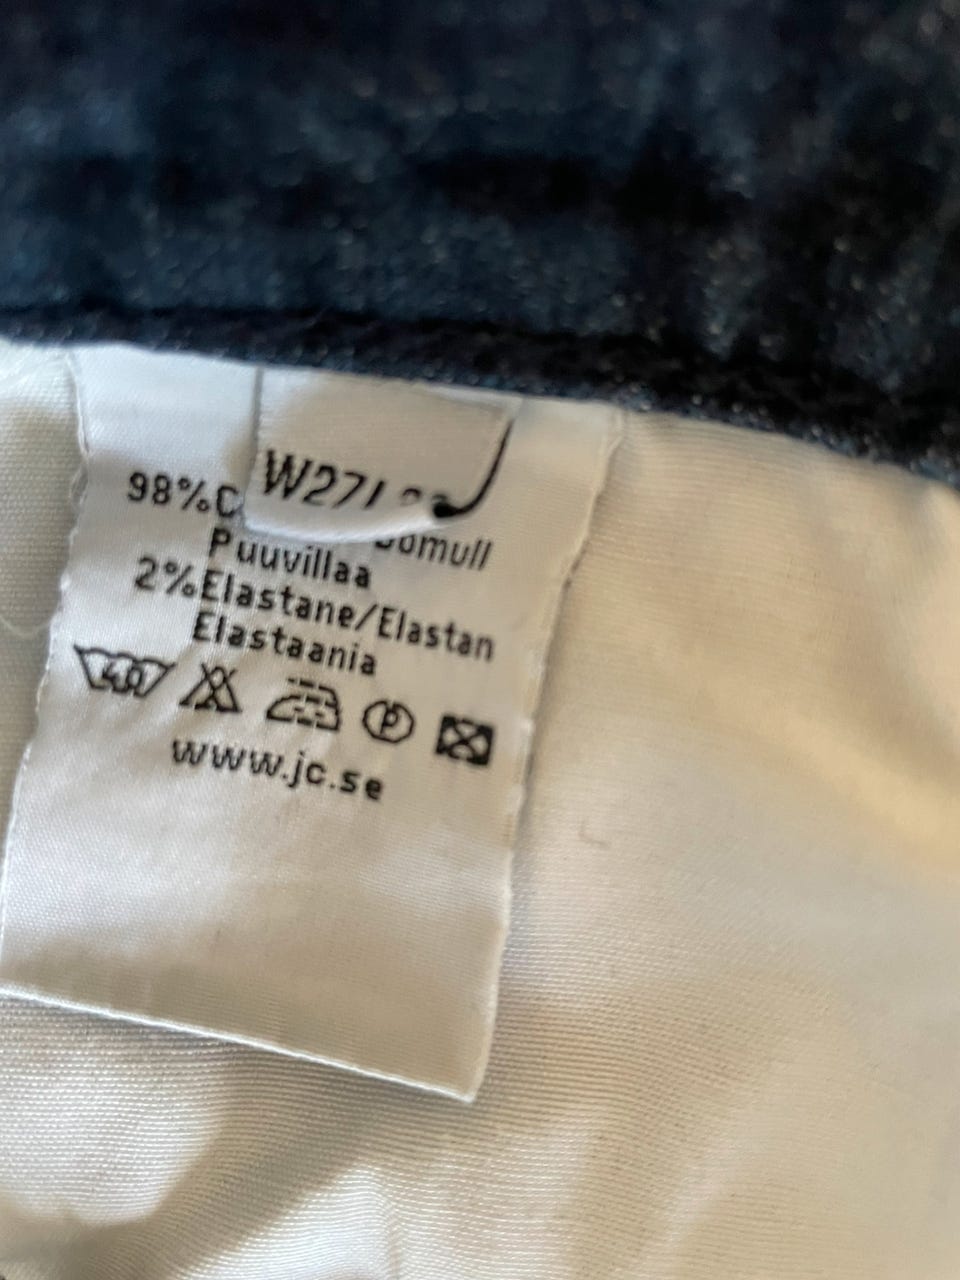 W27
98%
Puuvillaa
2%Elastane/Elastan
Elastaania
40
P
www.jc.se